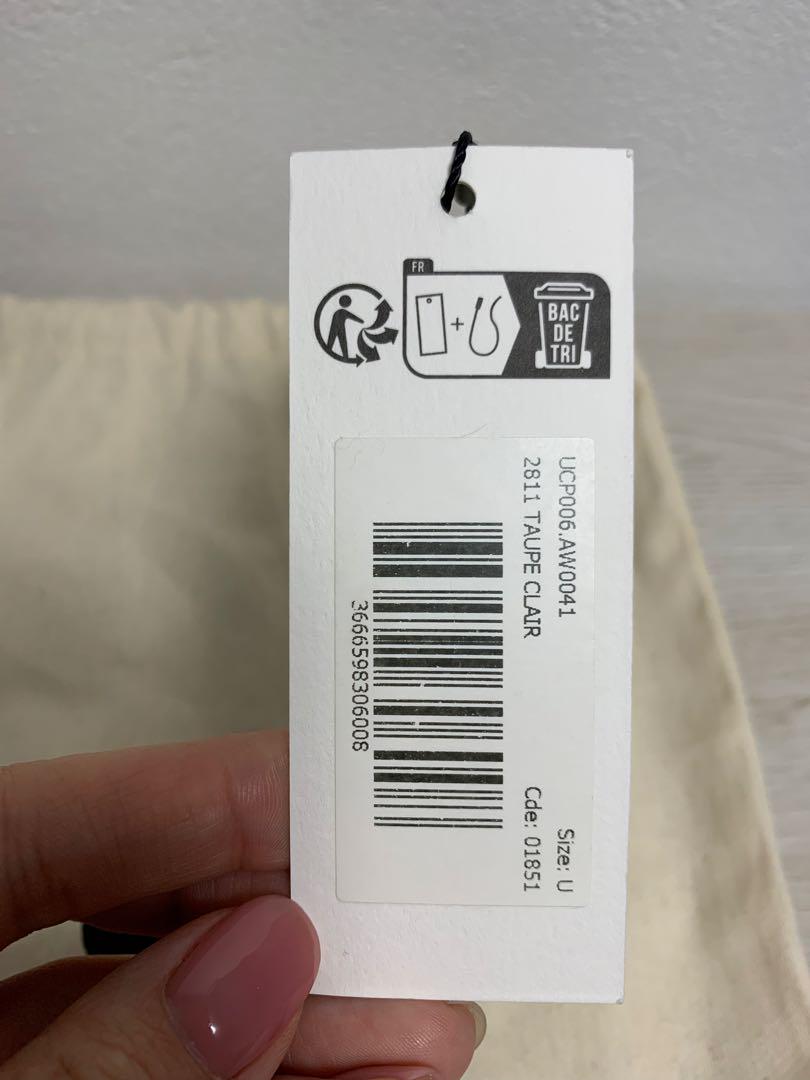 FR
BAC
DE
TRI
UCP006.AW0041
Size: U
2811 TAUPE CLAIR
Cde: 01851
3666598306008